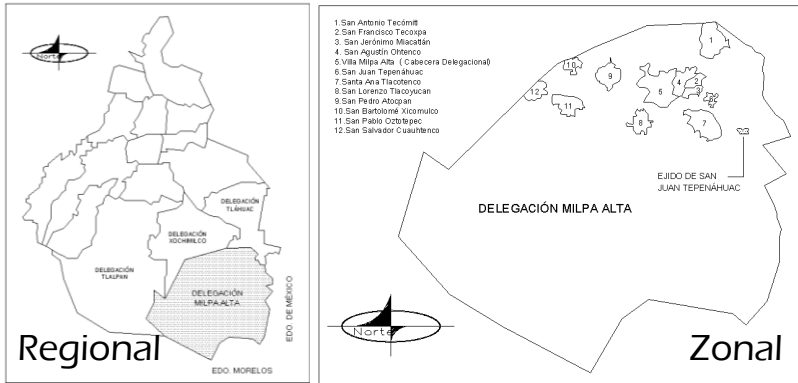 Norte
DELEGACIÓN
TLÁHUAC
DELEGACIÓN
XOCHIMILCO
DELEGACIÓN
TLALPAN
DELEGACIÓN
MILPA ALTA
EDO. DE MÉXICO
Regional
EDO. MORELOS
1.San Antonio Tecómitl
2.San Francisco Tecoxpa
3. San Jerónimo Miacatlán
4. San Agustín Ohtenco
5.Villa Milpa Alta ( Cabecera Delegacional)
6.San Juan Tepenáhuac
7.Santa Ana Tlacotenco
8.San Lorenzo Tlacoyucan
9.San Pedro Atocpan
10.San Bartolomé Xicomulco
11.San Pablo Oztotepec
12.San Salvador Cuauhtenco
1
10
9
2
4
12
5
3
6
11
8
7
EJIDO DE SAN
JUAN TEPENÁHUAC
DELEGACIÓN MILPA ALTA
Norte
Zonal